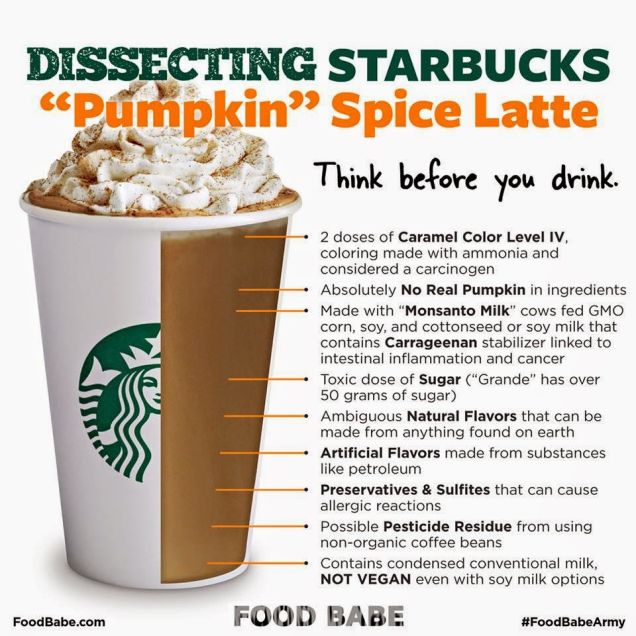 DISSECTING STARBUCKS
“Pumpkin” Spice Latte
Think before you drink.
• 2 doses of Caramel Color Level IV,
coloring made with ammonia and
considered a carcinogen
• Absolutely No Real Pumpkin in ingredients
• Made with “Monsanto Milk” cows fed GMO
corn, soy, and cottonseed or soy milk that
contains Carrageenan stabilizer linked to
intestinal inflammation and cancer
• Toxic dose of Sugar (“Grande” has over
50 grams of sugar)
• Ambiguous Natural Flavors that can be
made from anything found on earth
• Artificial Flavors made from substances
like petroleum
• Preservatives & Sulfites that can cause
allergic reactions
• Possible Pesticide Residue from using
non-organic coffee beans
• Contains condensed conventional milk,
NOT VEGAN even with soy milk options
FoodBabe.com
FOOD BABE
#FoodBabeArmy